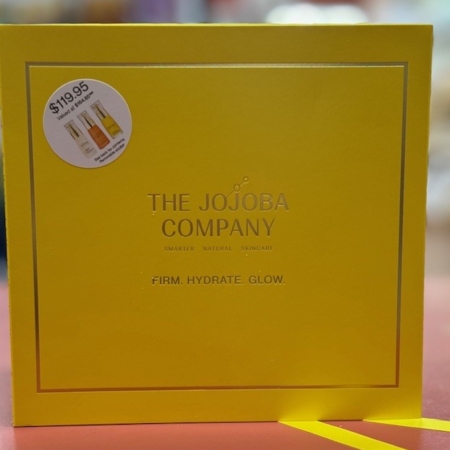 $119.95
THE JOJOBA
COMPANY
SMARTER NATURAL SKINCARE
FIRM. HYDRATE. GLOW.